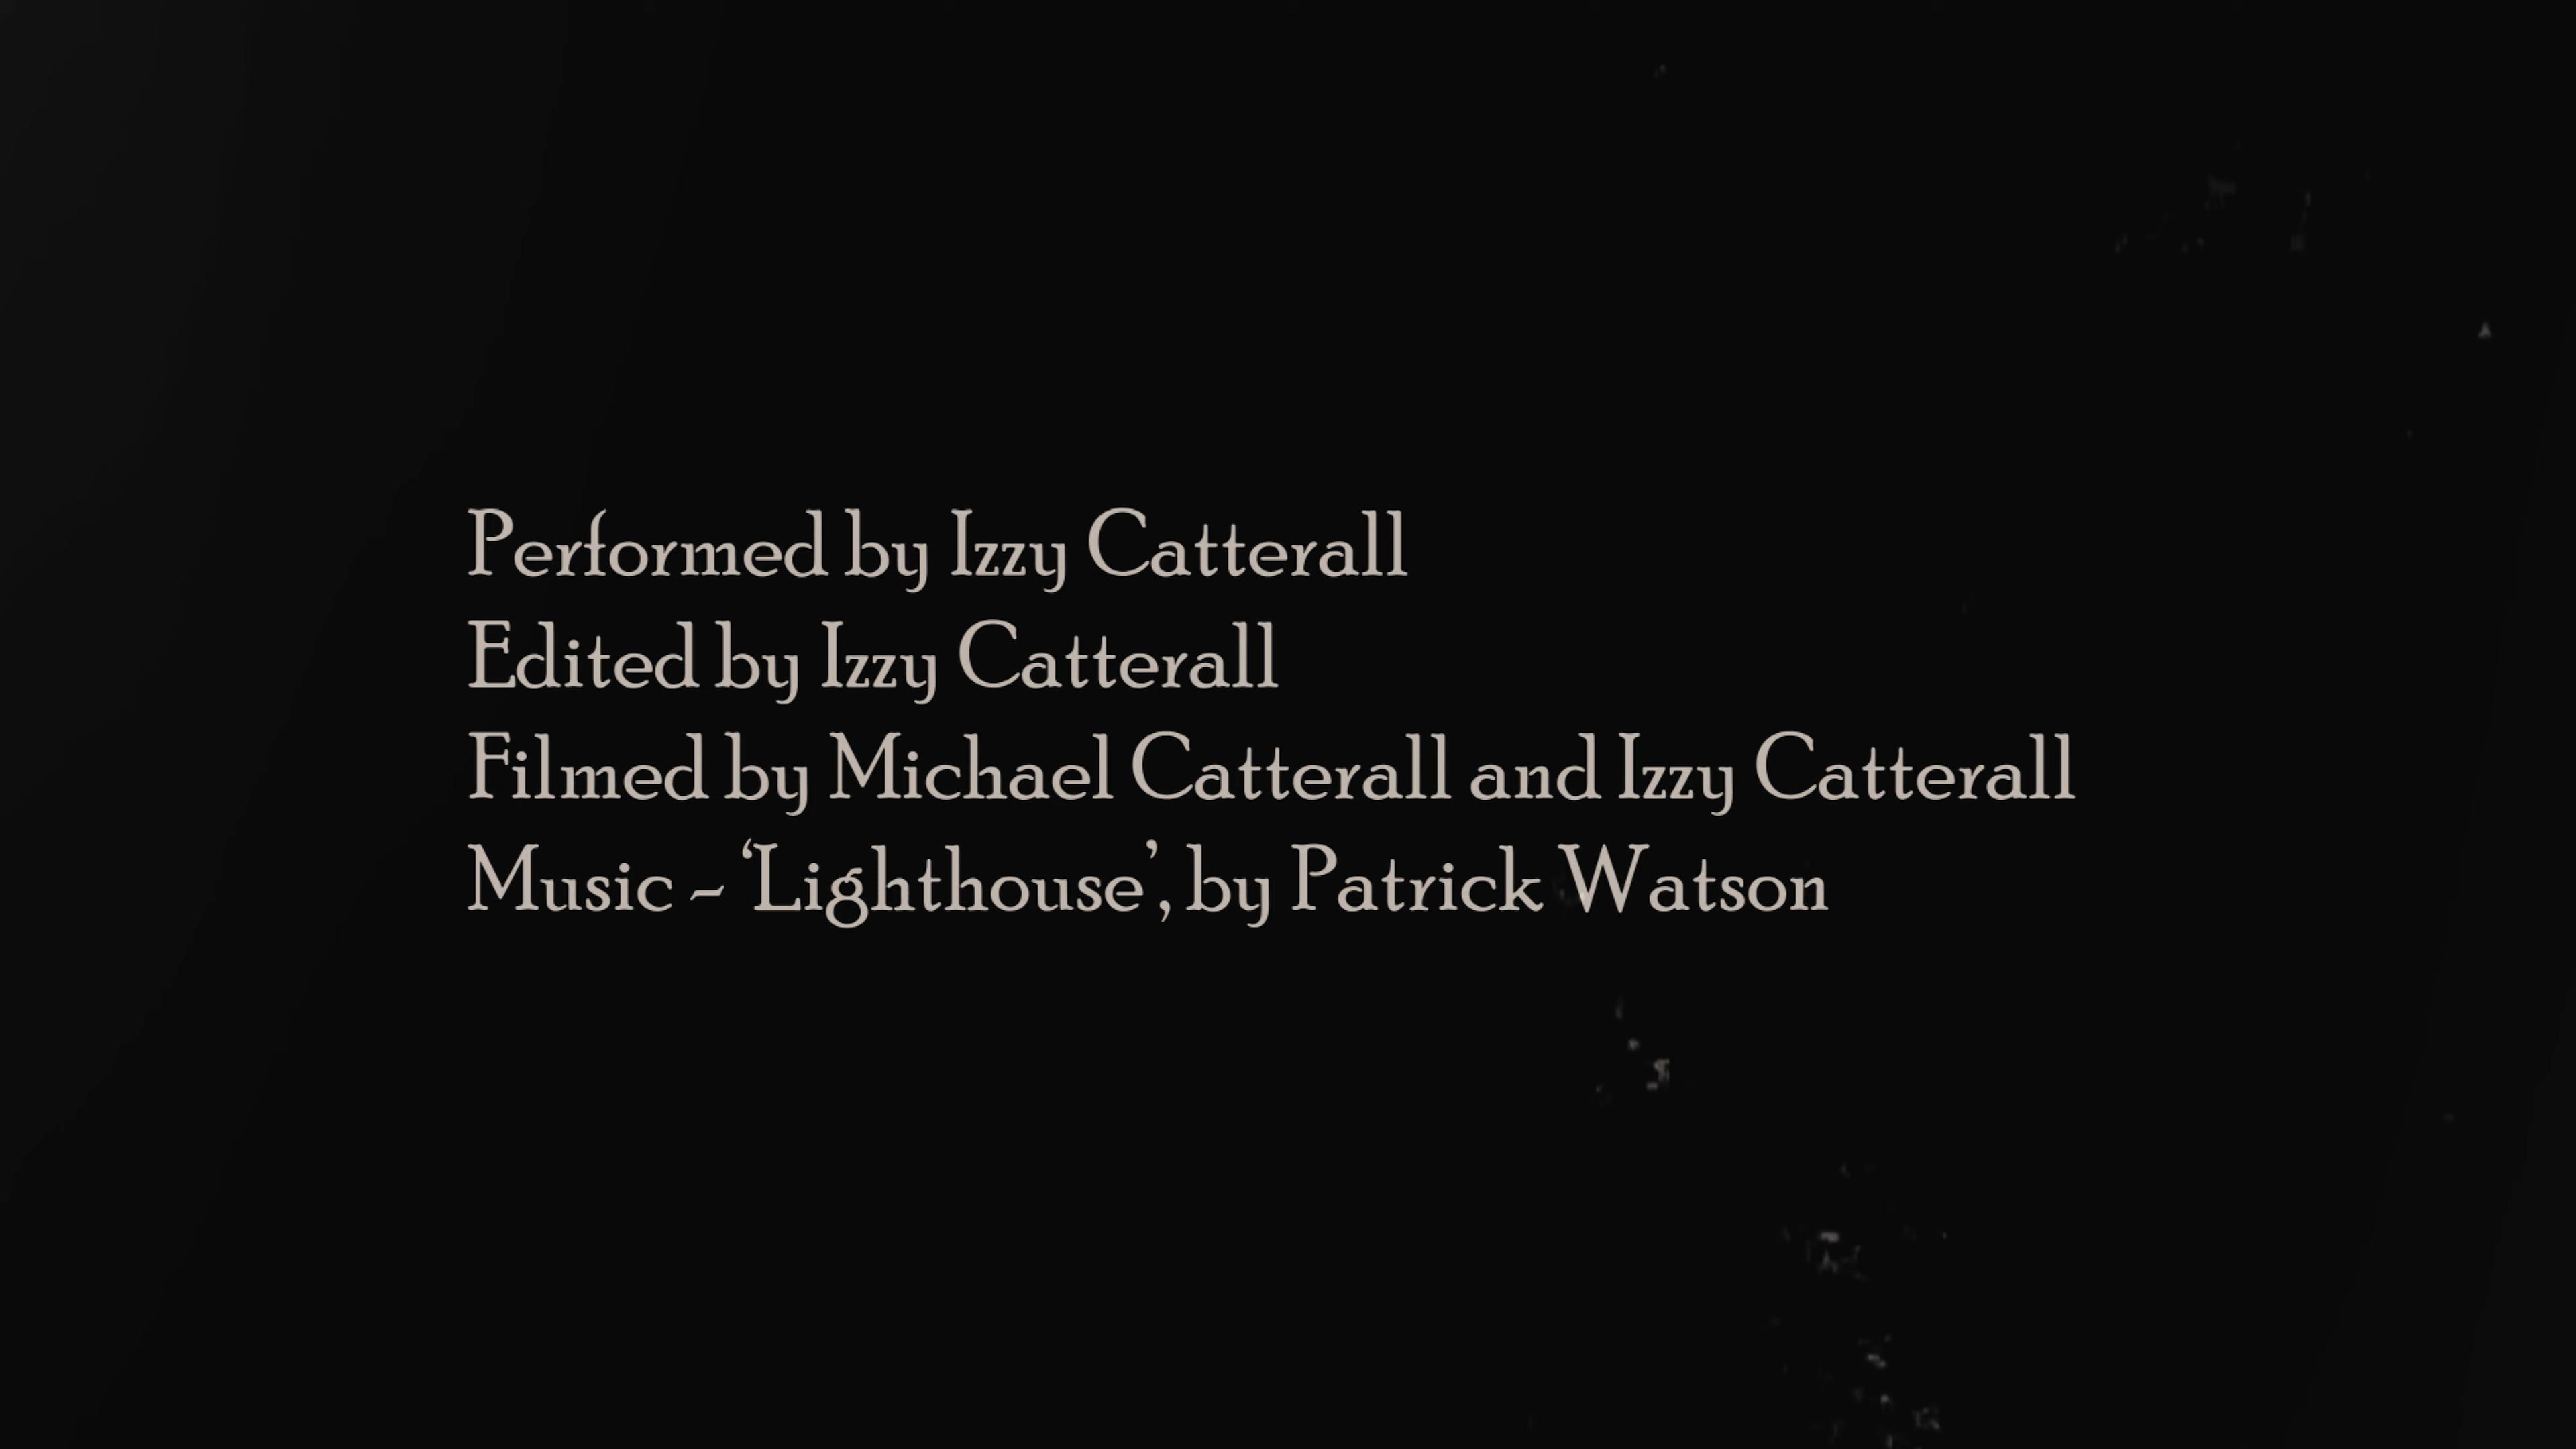 Performed by Izzy Catterall
Edited by Izzy Catterall
Filmed by Michael Catterall and Izzy Catterall
Music - ‘Lighthouse’, by Patrick Watson